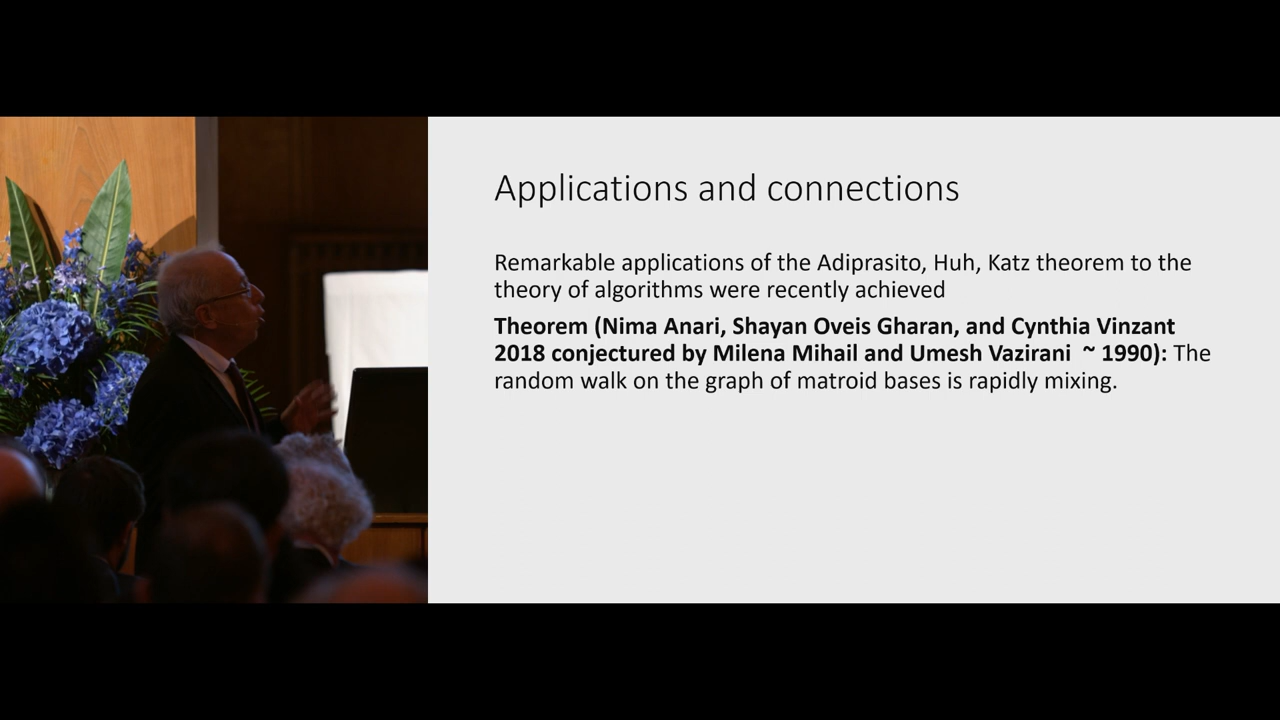 Applications and connections
Remarkable applications of the Adiprasito, Huh, Katz theorem to the
theory of algorithms were recently achieved
Theorem (Nima Anari, Shayan Oveis Gharan, and Cynthia Vinzant
2018 conjectured by Milena Mihail and Umesh Vazirani ~ 1990): The
random walk on the graph of matroid bases is rapidly mixing.